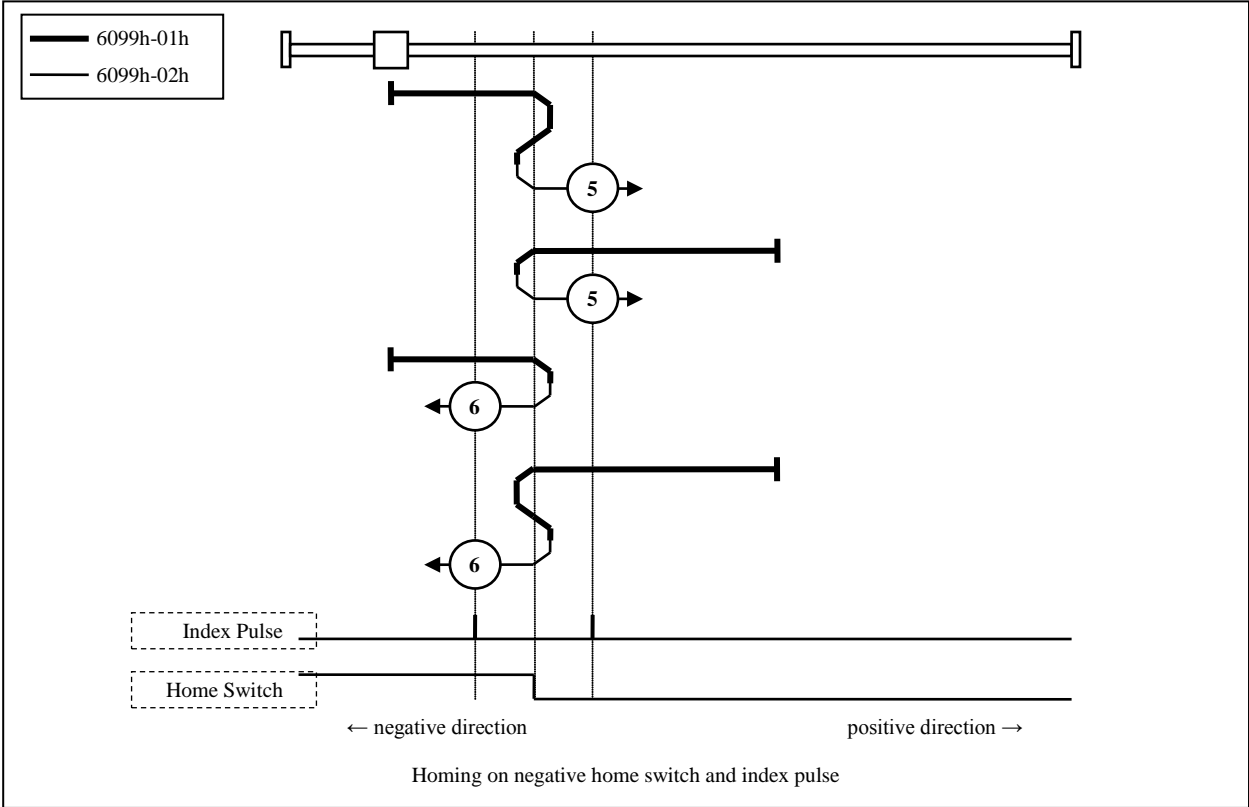 6099h-01h
6099h-02h
5
5
6
6
Index Pulse
Home Switch
← negative direction
positive direction →
Homing on negative home switch and index pulse